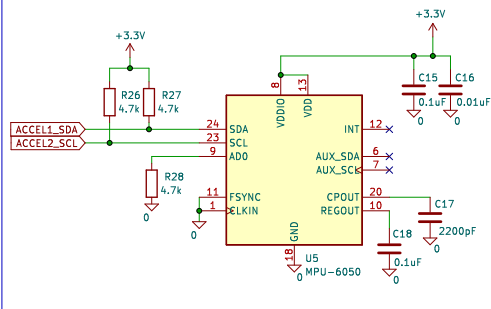 +3.3V
+3.3V
R26
4.7k
R27
4.7k
C15
0.1uF
0
C16
0.01uF
0
8
13
VDDIO
VDD
ACCEL1_SDA
ACCEL2_SCL
24
SDA
23
SCL
9
AD0
INT
12
AUX_SDA
6
AUX_SCK
7
R28
4.7k
0
11
FSYNC
1
CLKIN
0
CPOUT
20
REGOUT
10
C17
2200pF
0
C18
0.1uF
0
GND
18
0
U5
MPU-6050